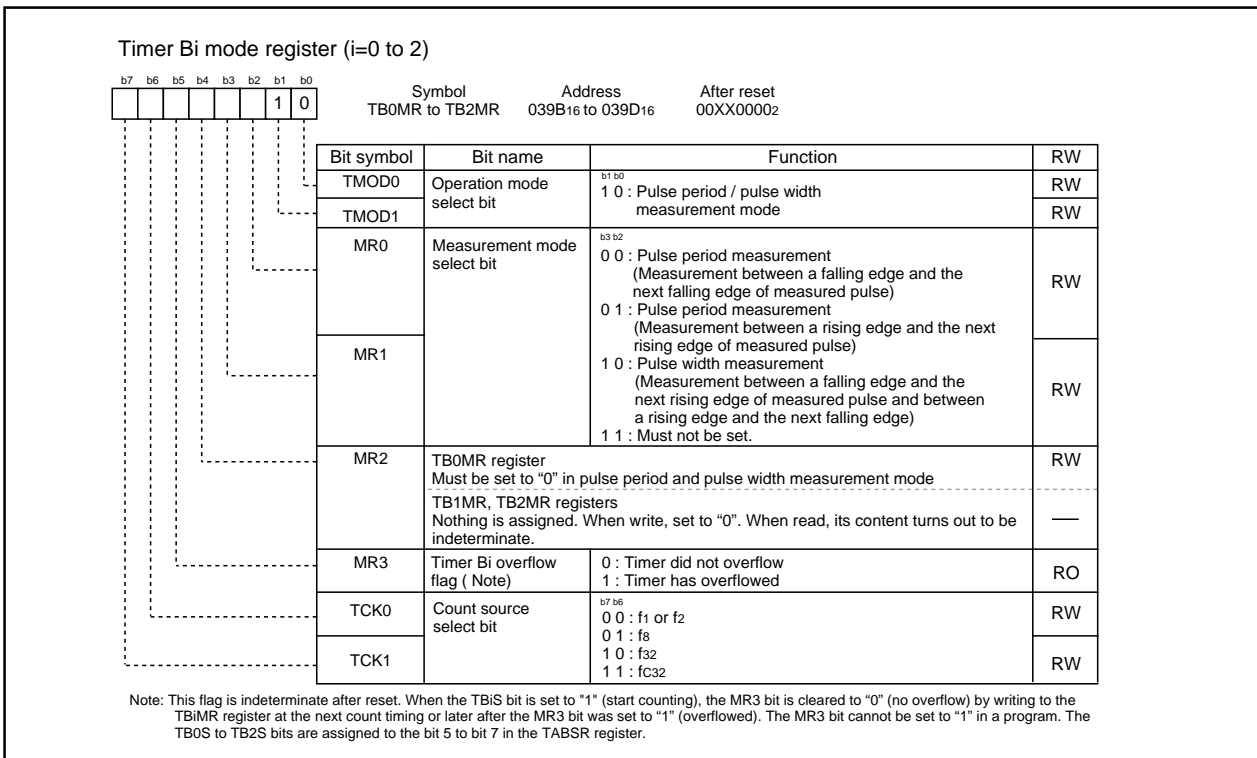 Timer Bi mode register (i=0 to 2)
b7 b6 b5 b4 b3 b2 b1 b0
1 0
Symbol Address After reset
TB0MR to TB2MR 039B16 to 039D16 00XX00002
Bit symbol Bit name Function RW
TMOD0 Operation mode select bit b1 b0
1 0 : Pulse period / pulse width
measurement mode RW
TMOD1 RW
MR0 Measurement mode select bit b3 b2
0 0 : Pulse period measurement
(Measurement between a falling edge and the
next falling edge of measured pulse) RW
0 1 : Pulse period measurement
(Measurement between a rising edge and the next
rising edge of measured pulse)
MR1 1 0 : Pulse width measurement
(Measurement between a falling edge and the
next rising edge of measured pulse and between
a rising edge and the next falling edge) RW
1 1 : Must not be set.
MR2 TB0MR register RW
Must be set to “0” in pulse period and pulse width measurement mode
TB1MR, TB2MR registers
Nothing is assigned. When write, set to “0”. When read, its content turns out to be —
indeterminate.
MR3 Timer Bi overflow flag ( Note) 0 : Timer did not overflow
1 : Timer has overflowed RO
TCK0 Count source select bit b7 b6
0 0 : f1 or f2 RW
0 1 : f8
TCK1 1 0 : f32
1 1 : fC32 RW
Note: This flag is indeterminate after reset. When the TBiS bit is set to "1" (start counting), the MR3 bit is cleared to “0” (no overflow) by writing to the
TBiMR register at the next count timing or later after the MR3 bit was set to “1” (overflowed). The MR3 bit cannot be set to “1” in a program. The
TB0S to TB2S bits are assigned to the bit 5 to bit 7 in the TABSR register.